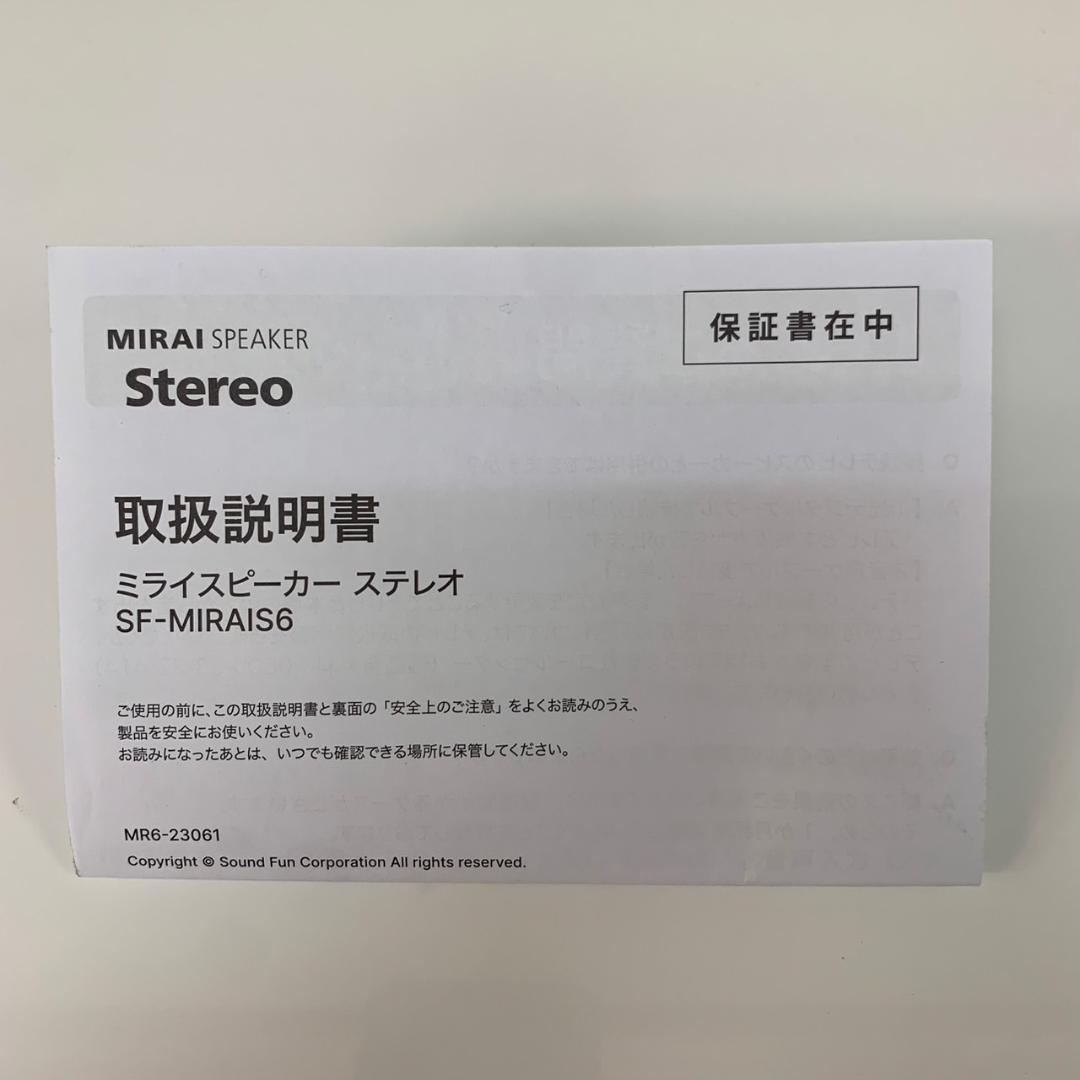 MIRAI SPEAKER
Stereo
保証書在中
取扱説明書
ミライスピーカー ステレオ
SF-MIRAIS6
ご使用の前に、この取扱説明書と裏面の「安全上のご注意」をよくお読みのうえ、
製品を安全にお使いください。
お読みになったあとは、いつでも確認できる場所に保管してください。
MR6-23061
Copyright © Sound Fun Corporation All rights reserved.